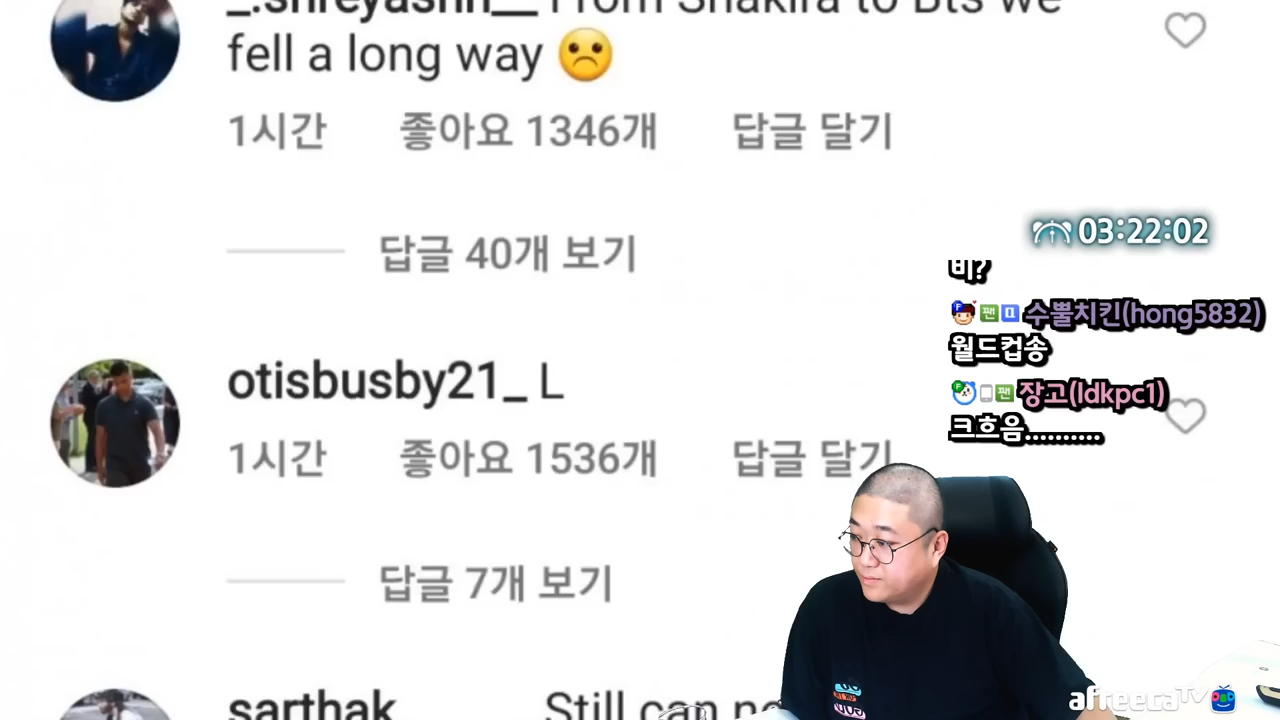 _.shreyashh__ From Shakira to Bts we
fell a long way ☹️
1시간 좋아요 1346개 답글 달기
답글 40개 보기
03:22:02
비?
수뿔치킨(hong5832)
월드컵송
장고(ldkpc1)
크흐음..........
otisbusby21_ L
1시간 좋아요 1536개 답글 달기
답글 7개 보기
sarthak Still can
afreecaTV